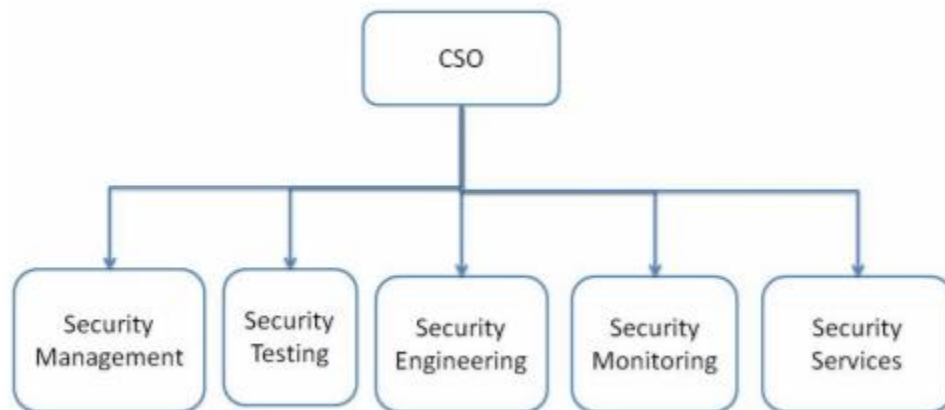 CSO
Security
Management
Security
Testing
Security
Engineering
Security
Monitoring
Security
Services